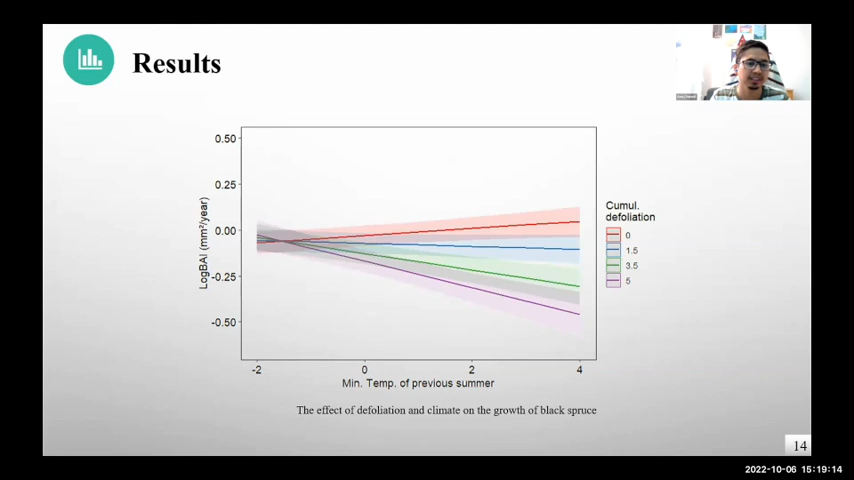 Results
0.50
0.25
0.00
-0.25
-0.50
LogBAI (mm²/year)
-2
0
2
4
Min. Temp. of previous summer
Cumul.
defoliation
0
1.5
3.5
5
The effect of defoliation and climate on the growth of black spruce
14
2022-10-06 15:19:14